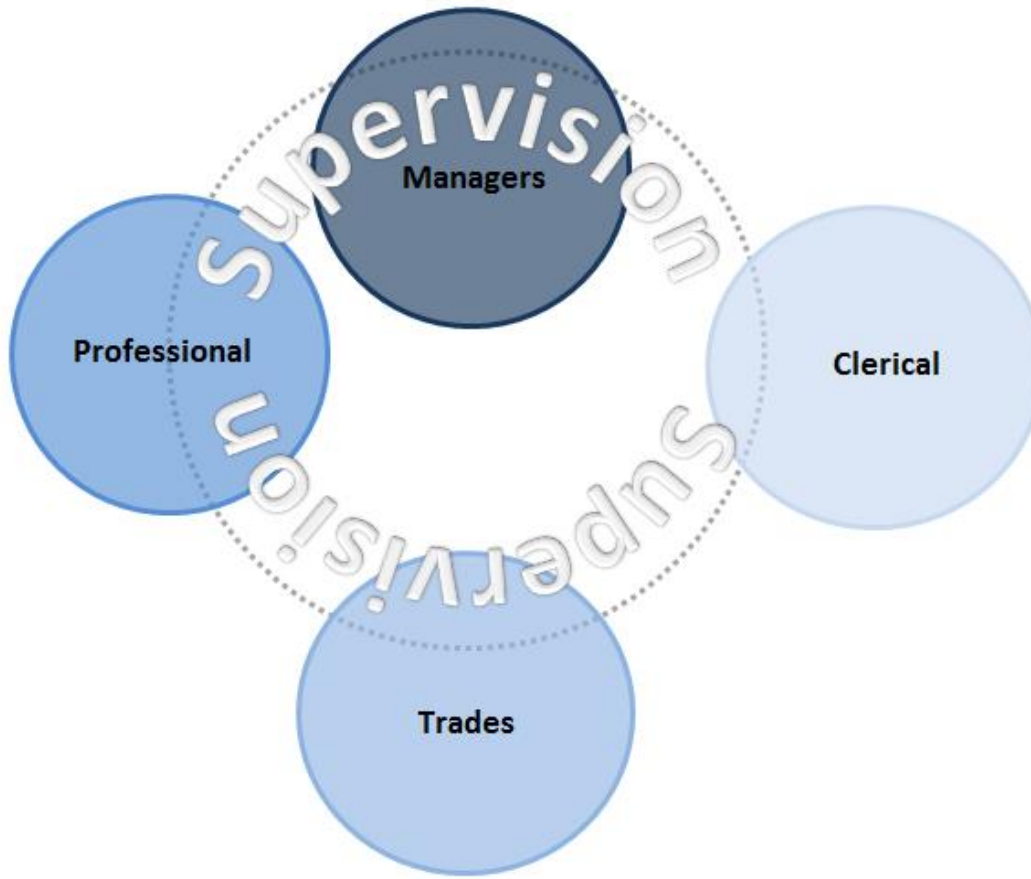 Supervision
Managers
Professional
Clerical
Supervision
Trades